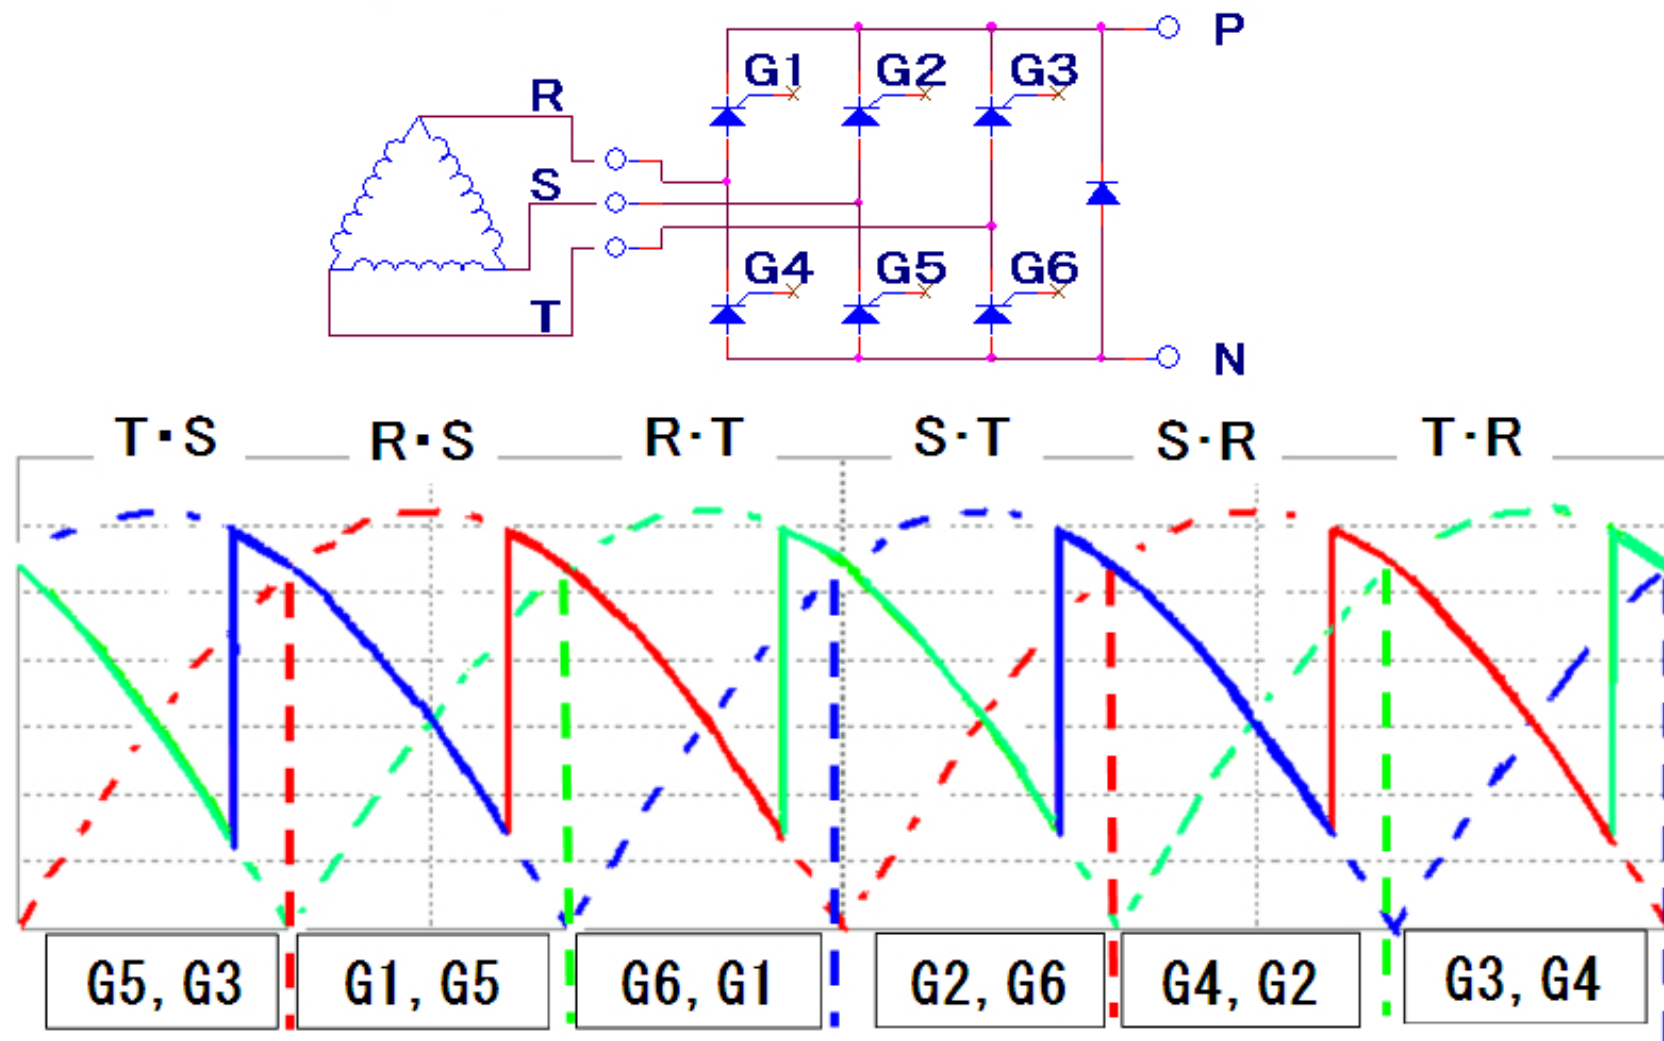 P
G1 G2 G3
R
S
G4 G5 G6
T
N
T・S R・S R・T S・T S・R T・R
G5, G3 G1, G5 G6, G1 G2, G6 G4, G2 G3, G4